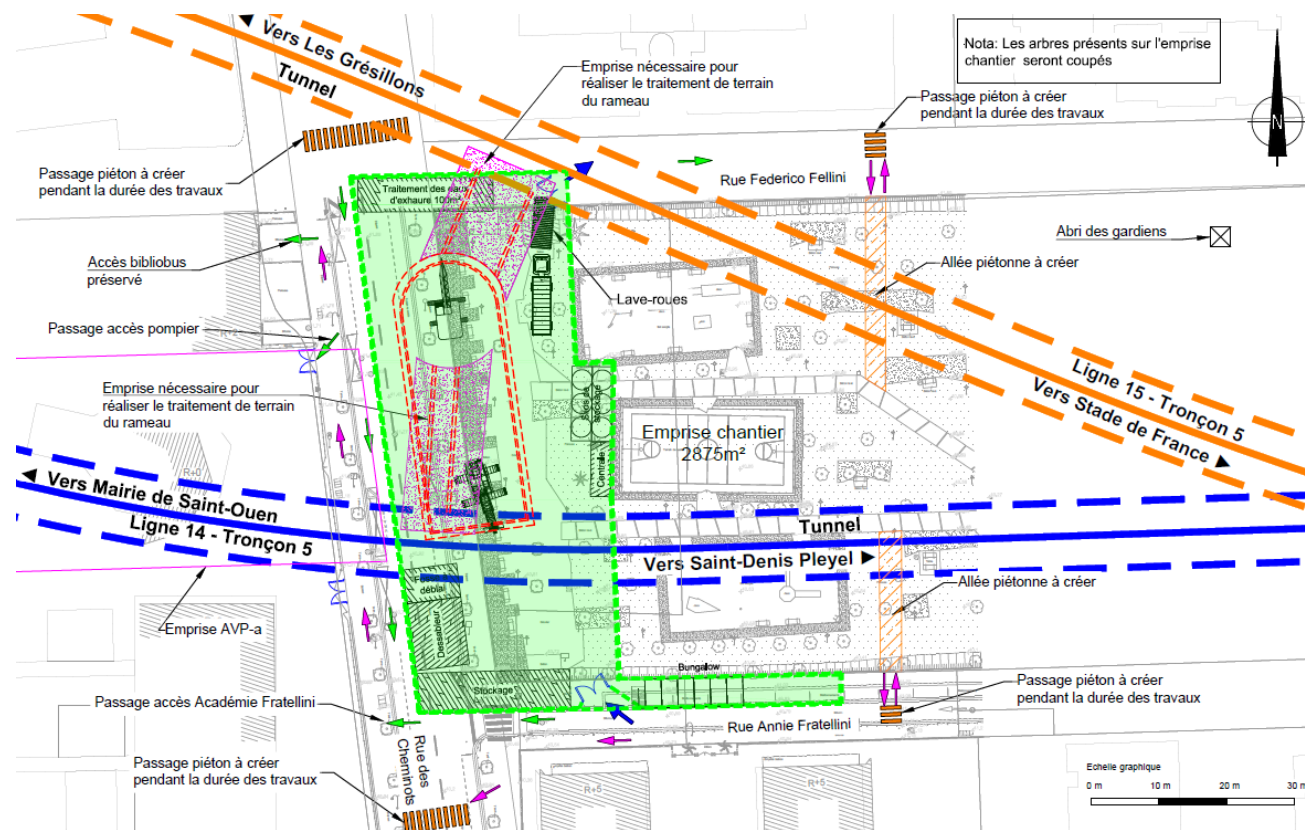 Vers Les Grésillons
Tunnel
Emprise nécessaire pour
réaliser le traitement de terrain
du rameau
Nota: Les arbres présents sur l'emprise
chantier seront coupés
Passage piéton à créer
pendant la durée des travaux
N
Passage piéton à créer
pendant la durée des travaux
Traitement des eaux
d'exhaure 100m²
Rue Federico Fellini
Abri des gardiens
Accès bibliobus
préservé
Allée piétonne à créer
Lave-roues
Passage accès pompier
Emprise nécessaire pour
réaliser le traitement de terrain
du rameau
Silos de
stockage
Centrale
Emprise chantier
2875m²
Ligne 15 - Tronçon 5
Vers Stade de France
R+0
Vers Mairie de Saint-Ouen
Ligne 14 - Tronçon 5
Tunnel
Vers Saint-Denis Pleyel
Allée piétonne à créer
déblai
Dessableur
Emprise AVP-a
Bungalow
Stockage
Passage accès Académie Fratellini
Passage piéton à créer
pendant la durée des travaux
Rue Annie Fratellini
Rue des
Cheminots
Passage piéton à créer
pendant la durée des travaux
R+5
R+5
Echelle graphique
0 m 10 m 20 m 30 m